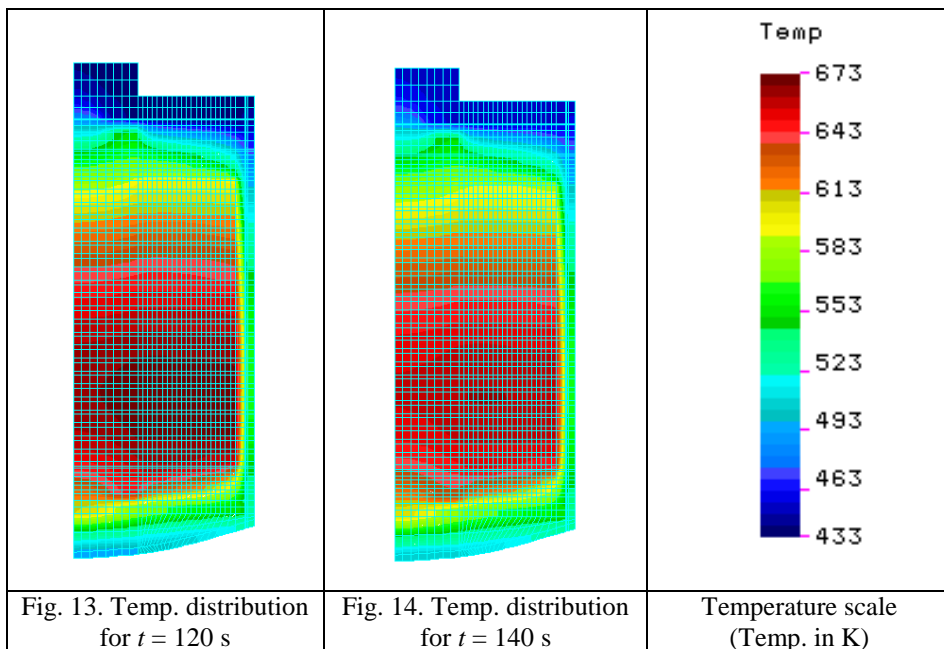 Temp
673
643
613
583
553
523
493
463
433
Fig. 13. Temp. distribution
for t = 120 s
Fig. 14. Temp. distribution
for t = 140 s
Temperature scale
(Temp. in K)